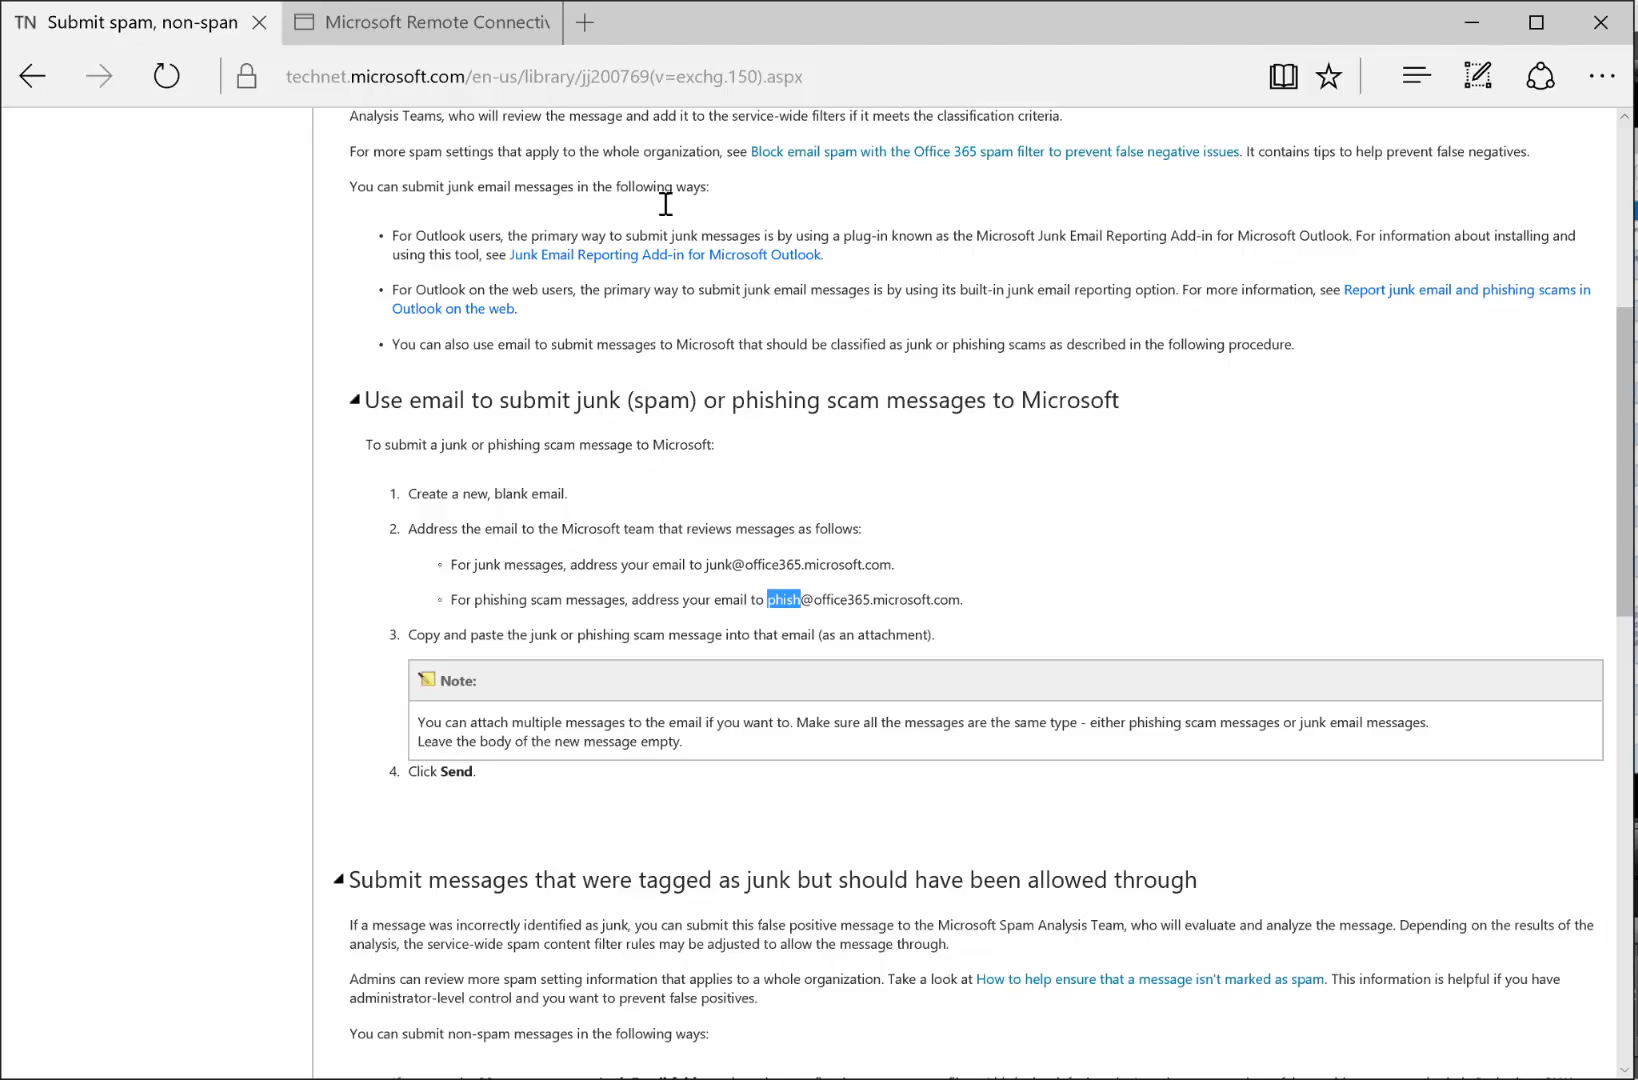 TN Submit spam, non-span
Microsoft Remote Connectiv
technet.microsoft.com/en-us/library/jj200769(v=exchg.150).aspx
Analysis Teams, who will review the message and add it to the service-wide filters if it meets the classification criteria.
For more spam settings that apply to the whole organization, see Block email spam with the Office 365 spam filter to prevent false negative issues. It contains tips to help prevent false negatives.
You can submit junk email messages in the following ways:
• For Outlook users, the primary way to submit junk messages is by using a plug-in known as the Microsoft Junk Email Reporting Add-in for Microsoft Outlook. For information about installing and
using this tool, see Junk Email Reporting Add-in for Microsoft Outlook.
• For Outlook on the web users, the primary way to submit junk email messages is by using its built-in junk email reporting option. For more information, see Report junk email and phishing scams in
Outlook on the web.
• You can also use email to submit messages to Microsoft that should be classified as junk or phishing scams as described in the following procedure.
Use email to submit junk (spam) or phishing scam messages to Microsoft
To submit a junk or phishing scam message to Microsoft:
1. Create a new, blank email.
2. Address the email to the Microsoft team that reviews messages as follows:
◦ For junk messages, address your email to junk@office365.microsoft.com.
◦ For phishing scam messages, address your email to phish@office365.microsoft.com.
3. Copy and paste the junk or phishing scam message into that email (as an attachment).
Note:
You can attach multiple messages to the email if you want to. Make sure all the messages are the same type - either phishing scam messages or junk email messages.
Leave the body of the new message empty.
4. Click Send.
Submit messages that were tagged as junk but should have been allowed through
If a message was incorrectly identified as junk, you can submit this false positive message to the Microsoft Spam Analysis Team, who will evaluate and analyze the message. Depending on the results of the
analysis, the service-wide spam content filter rules may be adjusted to allow the message through.
Admins can review more spam setting information that applies to a whole organization. Take a look at How to help ensure that a message isn't marked as spam. This information is helpful if you have
administrator-level control and you want to prevent false positives.
You can submit non-spam messages in the following ways: